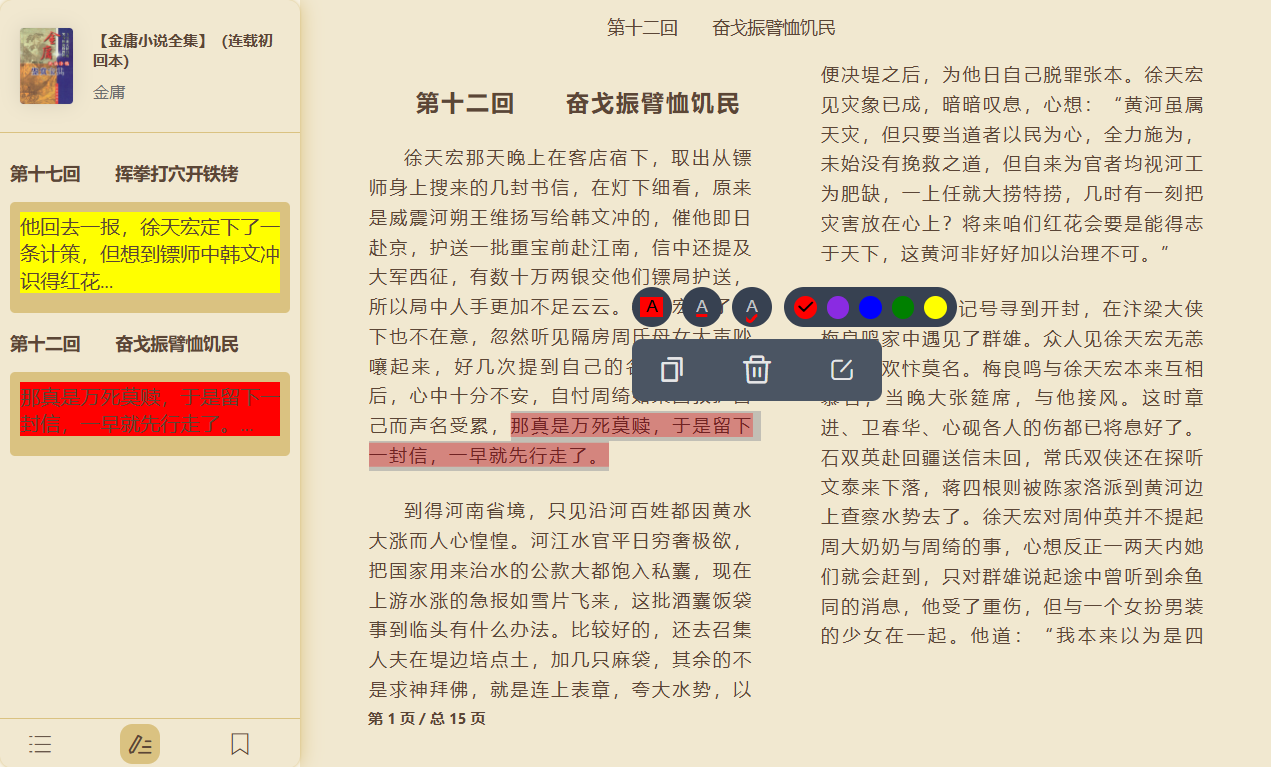 【金庸小说全集】（连载初
回本）
金庸
第十七回　　挥拳打穴开铁铐
他回去一报，徐天宏定下了一
条计策，但想到镖师中韩文冲
识得红花...
第十二回　　奋戈振臂恤饥民
那真是万死莫赎，于是留下一
封信，一早就先行走了。...
第十二回　　奋戈振臂恤饥民
第十二回　　奋戈振臂恤饥民
徐天宏那天晚上在客店宿下，取出从镖
师身上搜来的几封书信，在灯下细看，原来
是威震河朔王维扬写给韩文冲的，催他即日
赴京，护送一批重宝前赴江南，信中还提及
大军西征，有数十万两银交他们镖局护送，
所以局中人手更加不足云云。
下也不在意，忽然听见隔房周氏母女大声吵
嚷起来，好几次提到自己的
后，心中十分不安，自忖周绮
己而声名受累，那真是万死莫赎，于是留下
一封信，一早就先行走了。
到得河南省境，只见沿河百姓都因黄水
大涨而人心惶惶。河江水官平日穷奢极欲，
把国家用来治水的公款大都饱入私囊，现在
上游水涨的急报如雪片飞来，这批酒囊饭袋
事到临头有什么办法。比较好的，还去召集
人夫在堤边培点土，加几只麻袋，其余的不
是求神拜佛，就是连上表章，夸大水势，以
第 1 页 / 总 15 页
便决堤之后，为他日自己脱罪张本。徐天宏
见灾象已成，暗暗叹息，心想：“黄河虽属
天灾，但只要当道者以民为心，全力施为，
未始没有挽救之道，但自来为官者均视河工
为肥缺，一上任就大捞特捞，几时有一刻把
灾害放在心上？将来咱们红花会要是能得志
于天下，这黄河非好好加以治理不可。”
A
A
A
记号寻到开封，在汴梁大侠
梅良鸣家中遇见了群雄。众人见徐天宏无恙
欢忭莫名。梅良鸣与徐天宏本来互相
慕名，当晚大张筵席，与他接风。这时章
进、卫春华、心砚各人的伤都已将息好了。
石双英赴回疆送信未回，常氏双侠还在探听
文泰来下落，蒋四根则被陈家洛派到黄河边
上查察水势去了。徐天宏对周仲英并不提起
周大奶奶与周绮的事，心想反正一两天内她
们就会赶到，只对群雄说起途中曾听到余鱼
同的消息，他受了重伤，但与一个女扮男装
的少女在一起。他道：“我本来以为是四